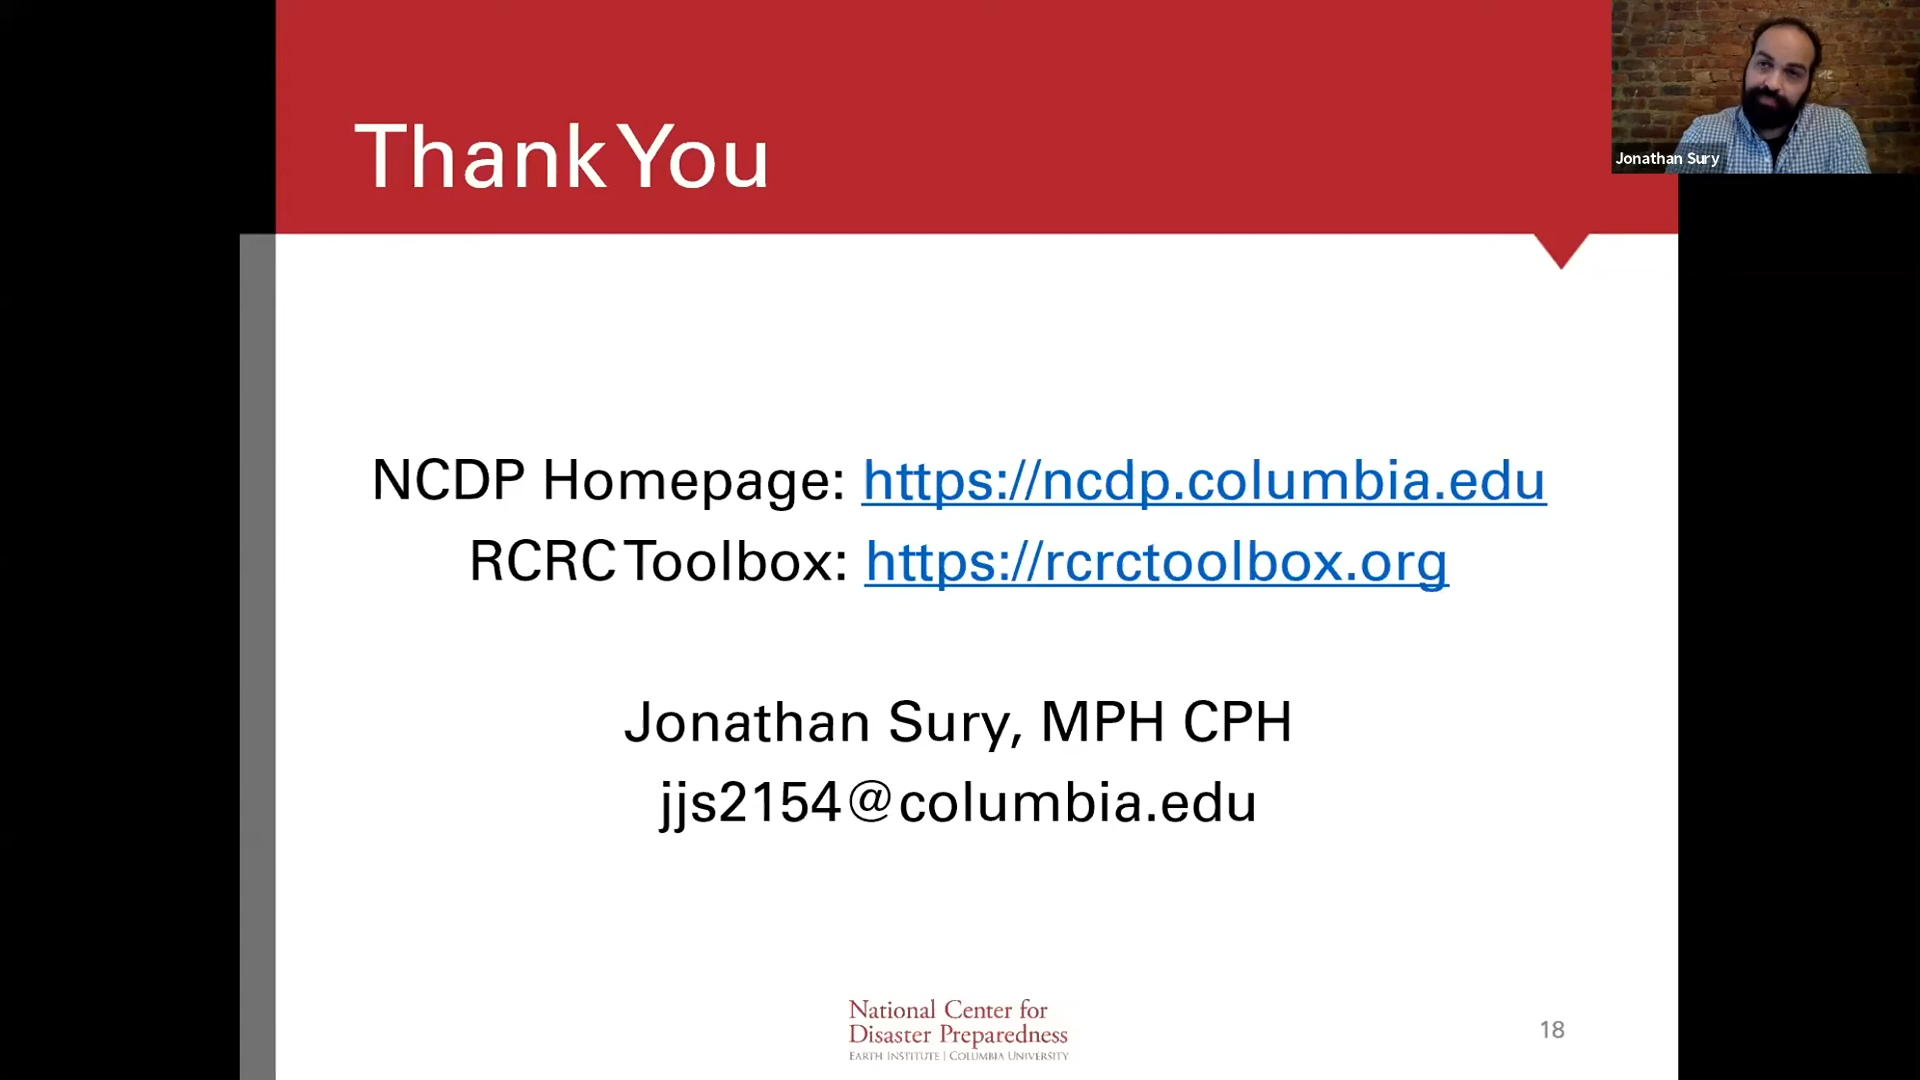 Thank You
Jonathan Sury
NCDP Homepage: https://ncdp.columbia.edu
RCRC Toolbox: https://rcrctoolbox.org
Jonathan Sury, MPH CPH
jjs2154@columbia.edu
National Center for
Disaster Preparedness
EARTH INSTITUTE | COLUMBIA UNIVERSITY
18